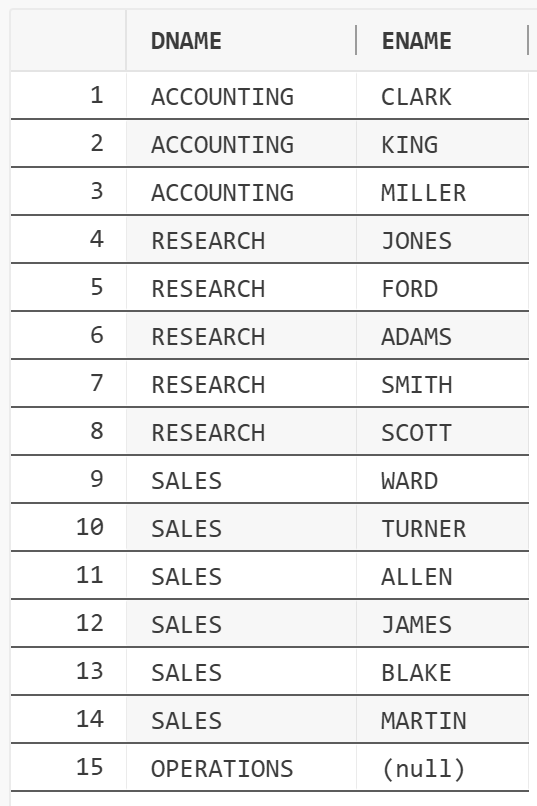 DNAME ENAME
1 ACCOUNTING CLARK
2 ACCOUNTING KING
3 ACCOUNTING MILLER
4 RESEARCH JONES
5 RESEARCH FORD
6 RESEARCH ADAMS
7 RESEARCH SMITH
8 RESEARCH SCOTT
9 SALES WARD
10 SALES TURNER
11 SALES ALLEN
12 SALES JAMES
13 SALES BLAKE
14 SALES MARTIN
15 OPERATIONS (null)